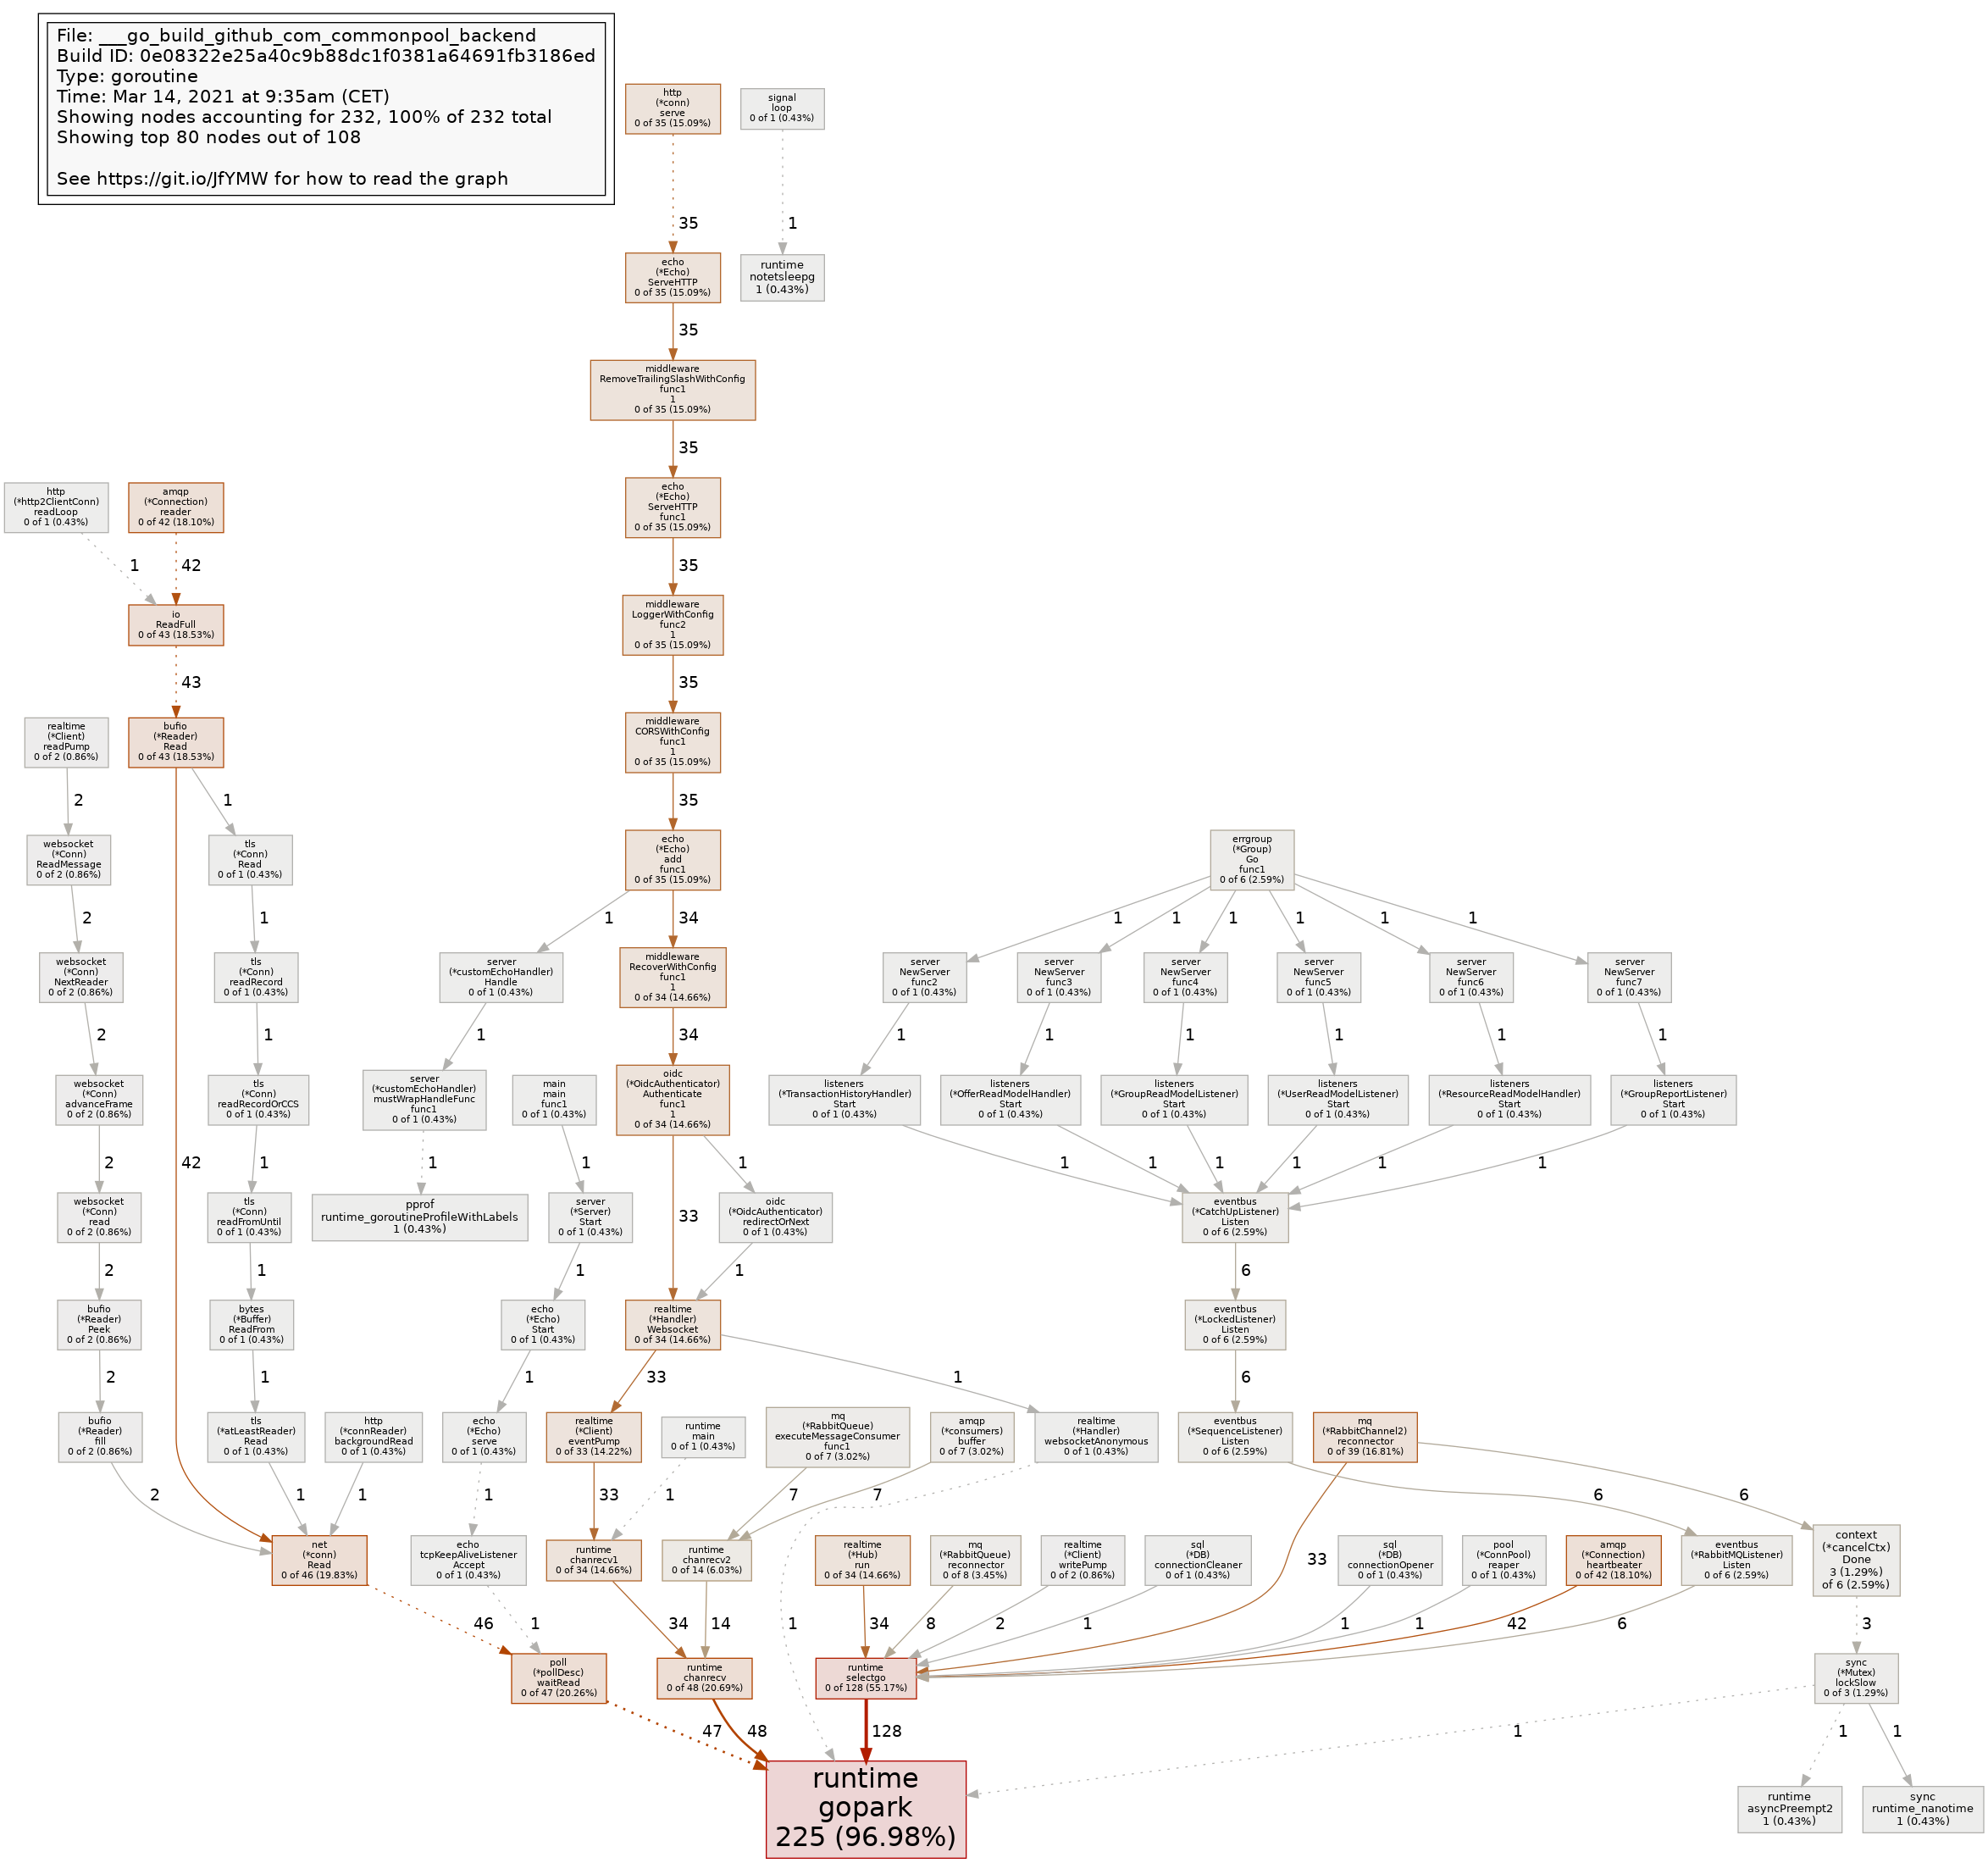 File: ___go_build_github_com_commonpool_backend
Build ID: 0e08322e25a40c9b88dc1f0381a64691fb3186ed
Type: goroutine
Time: Mar 14, 2021 at 9:35am (CET)
Showing nodes accounting for 232, 100% of 232 total
Showing top 80 nodes out of 108
See https://git.io/JfYMW for how to read the graph
http
(*conn)
serve
0 of 35 (15.09%)
signal
loop
0 of 1 (0.43%)
35
1
echo
(*Echo)
ServeHTTP
0 of 35 (15.09%)
runtime
notetsleepg
1 (0.43%)
35
middleware
RemoveTrailingSlashWithConfig
func1
1
0 of 35 (15.09%)
35
http
(*http2ClientConn)
readLoop
0 of 1 (0.43%)
amqp
(*Connection)
reader
0 of 42 (18.10%)
echo
(*Echo)
ServeHTTP
func1
0 of 35 (15.09%)
1
42
35
io
ReadFull
0 of 43 (18.53%)
middleware
LoggerWithConfig
func2
1
0 of 35 (15.09%)
43
35
realtime
(*Client)
readPump
0 of 2 (0.86%)
bufio
(*Reader)
Read
0 of 43 (18.53%)
middleware
CORSWithConfig
func1
1
0 of 35 (15.09%)
2
1
35
websocket
(*Conn)
ReadMessage
0 of 2 (0.86%)
tls
(*Conn)
Read
0 of 1 (0.43%)
echo
(*Echo)
add
func1
0 of 35 (15.09%)
errgroup
(*Group)
Go
func1
0 of 6 (2.59%)
2
1
1
34
1
1
1
1
1
1
websocket
(*Conn)
NextReader
0 of 2 (0.86%)
tls
(*Conn)
readRecord
0 of 1 (0.43%)
server
(*customEchoHandler)
Handle
0 of 1 (0.43%)
middleware
RecoverWithConfig
func1
1
0 of 34 (14.66%)
server
NewServer
func2
0 of 1 (0.43%)
server
NewServer
func3
0 of 1 (0.43%)
server
NewServer
func4
0 of 1 (0.43%)
server
NewServer
func5
0 of 1 (0.43%)
server
NewServer
func6
0 of 1 (0.43%)
server
NewServer
func7
0 of 1 (0.43%)
2
1
1
34
1
1
1
1
1
1
websocket
(*Conn)
advanceFrame
0 of 2 (0.86%)
tls
(*Conn)
readRecordOrCCS
0 of 1 (0.43%)
server
(*customEchoHandler)
mustWrapHandleFunc
func1
0 of 1 (0.43%)
main
main
func1
0 of 1 (0.43%)
oidc
(*OidcAuthenticator)
Authenticate
func1
1
0 of 34 (14.66%)
listeners
(*TransactionHistoryHandler)
Start
0 of 1 (0.43%)
listeners
(*OfferReadModelHandler)
Start
0 of 1 (0.43%)
listeners
(*GroupReadModelListener)
Start
0 of 1 (0.43%)
listeners
(*UserReadModelListener)
Start
0 of 1 (0.43%)
listeners
(*ResourceReadModelHandler)
Start
0 of 1 (0.43%)
listeners
(*GroupReportListener)
Start
0 of 1 (0.43%)
2
42
1
1
1
33
1
1
1
1
1
1
1
websocket
(*Conn)
read
0 of 2 (0.86%)
tls
(*Conn)
readFromUntil
0 of 1 (0.43%)
pprof
runtime_goroutineProfileWithLabels
1 (0.43%)
server
(*Server)
Start
0 of 1 (0.43%)
oidc
(*OidcAuthenticator)
redirectOrNext
0 of 1 (0.43%)
eventbus
(*CatchUpListener)
Listen
0 of 6 (2.59%)
2
1
1
1
6
bufio
(*Reader)
Peek
0 of 2 (0.86%)
bytes
(*Buffer)
ReadFrom
0 of 1 (0.43%)
echo
(*Echo)
Start
0 of 1 (0.43%)
realtime
(*Handler)
Websocket
0 of 34 (14.66%)
eventbus
(*LockedListener)
Listen
0 of 6 (2.59%)
2
1
1
33
1
6
bufio
(*Reader)
fill
0 of 2 (0.86%)
tls
(*atLeastReader)
Read
0 of 1 (0.43%)
http
(*connReader)
backgroundRead
0 of 1 (0.43%)
echo
(*Echo)
serve
0 of 1 (0.43%)
realtime
(*Client)
eventPump
0 of 33 (14.22%)
runtime
main
0 of 1 (0.43%)
mq
(*RabbitQueue)
executeMessageConsumer
func1
0 of 7 (3.02%)
amqp
(*consumers)
buffer
0 of 7 (3.02%)
realtime
(*Handler)
websocketAnonymous
0 of 1 (0.43%)
eventbus
(*SequenceListener)
Listen
0 of 6 (2.59%)
mq
(*RabbitChannel2)
reconnector
0 of 39 (16.81%)
2
1
1
1
33
1
7
7
33
6
6
net
(*conn)
Read
0 of 46 (19.83%)
echo
tcpKeepAliveListener
Accept
0 of 1 (0.43%)
runtime
chanrecv1
0 of 34 (14.66%)
runtime
chanrecv2
0 of 14 (6.03%)
realtime
(*Hub)
run
0 of 34 (14.66%)
mq
(*RabbitQueue)
reconnector
0 of 8 (3.45%)
realtime
(*Client)
writePump
0 of 2 (0.86%)
sql
(*DB)
connectionCleaner
0 of 1 (0.43%)
sql
(*DB)
connectionOpener
0 of 1 (0.43%)
pool
(*ConnPool)
reaper
0 of 1 (0.43%)
amqp
(*Connection)
heartbeater
0 of 42 (18.10%)
eventbus
(*RabbitMQListener)
Listen
0 of 6 (2.59%)
context
(*cancelCtx)
Done
3 (1.29%)
of 6 (2.59%)
46
1
34
14
1
34
8
2
1
1
1
42
6
3
poll
(*pollDesc)
waitRead
0 of 47 (20.26%)
runtime
chanrecv
0 of 48 (20.69%)
runtime
selectgo
0 of 128 (55.17%)
sync
(*Mutex)
lockSlow
0 of 3 (1.29%)
47
48
128
1
1
1
runtime
gopark
225 (96.98%)
runtime
asyncPreempt2
1 (0.43%)
sync
runtime_nanotime
1 (0.43%)